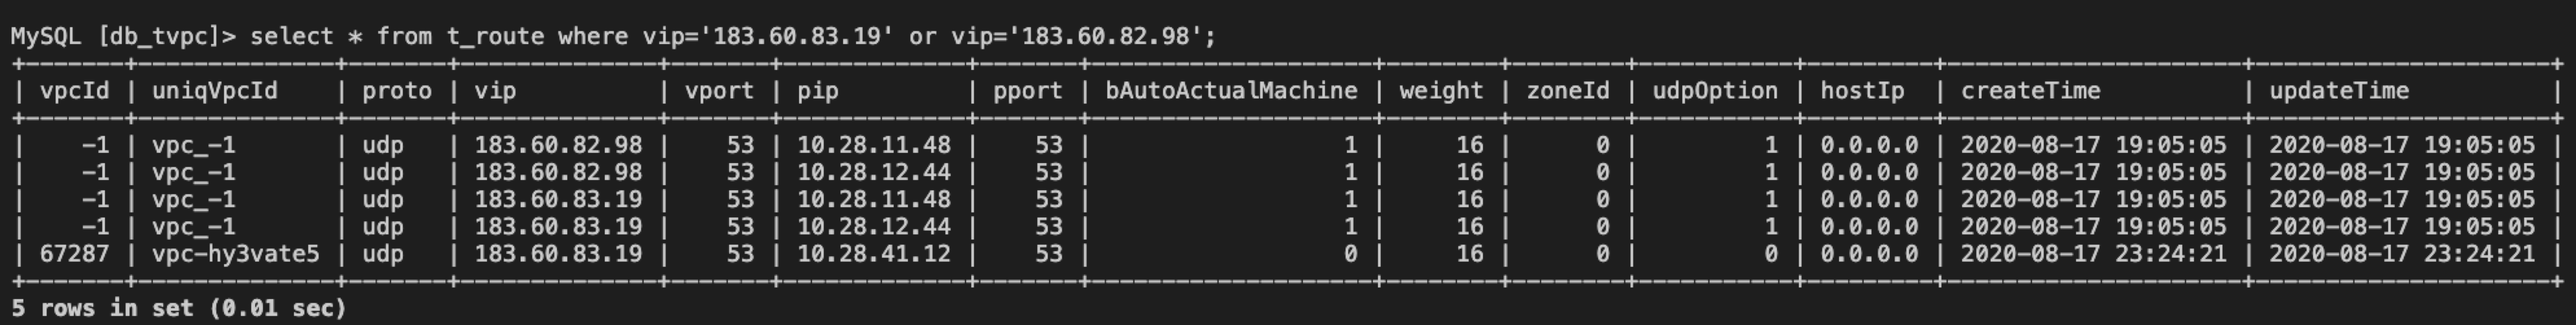 MySQL [db_tvpc]> select * from t_route where vip='183.60.83.19' or vip='183.60.82.98';
+-------+--------------+-------+--------------+-------+-------------+-------+--------------------+--------+--------+-----------+---------+---------------------+---------------------+
| vpcId | uniqVpcId    | proto | vip          | vport | pip         | pport | bAutoActualMachine | weight | zoneId | udpOption | hostIp  | createTime          | updateTime          |
+-------+--------------+-------+--------------+-------+-------------+-------+--------------------+--------+--------+-----------+---------+---------------------+---------------------+
|    -1 | vpc_-1       | udp   | 183.60.82.98 |    53 | 10.28.11.48 |    53 |                  1 |     16 |      0 |         1 | 0.0.0.0 | 2020-08-17 19:05:05 | 2020-08-17 19:05:05 |
|    -1 | vpc_-1       | udp   | 183.60.82.98 |    53 | 10.28.12.44 |    53 |                  1 |     16 |      0 |         1 | 0.0.0.0 | 2020-08-17 19:05:05 | 2020-08-17 19:05:05 |
|    -1 | vpc_-1       | udp   | 183.60.83.19 |    53 | 10.28.11.48 |    53 |                  1 |     16 |      0 |         1 | 0.0.0.0 | 2020-08-17 19:05:05 | 2020-08-17 19:05:05 |
|    -1 | vpc_-1       | udp   | 183.60.83.19 |    53 | 10.28.12.44 |    53 |                  1 |     16 |      0 |         1 | 0.0.0.0 | 2020-08-17 19:05:05 | 2020-08-17 19:05:05 |
| 67287 | vpc-hy3vate5 | udp   | 183.60.83.19 |    53 | 10.28.41.12 |    53 |                  0 |     16 |      0 |         0 | 0.0.0.0 | 2020-08-17 23:24:21 | 2020-08-17 23:24:21 |
+-------+--------------+-------+--------------+-------+-------------+-------+--------------------+--------+--------+-----------+---------+---------------------+---------------------+
5 rows in set (0.01 sec)